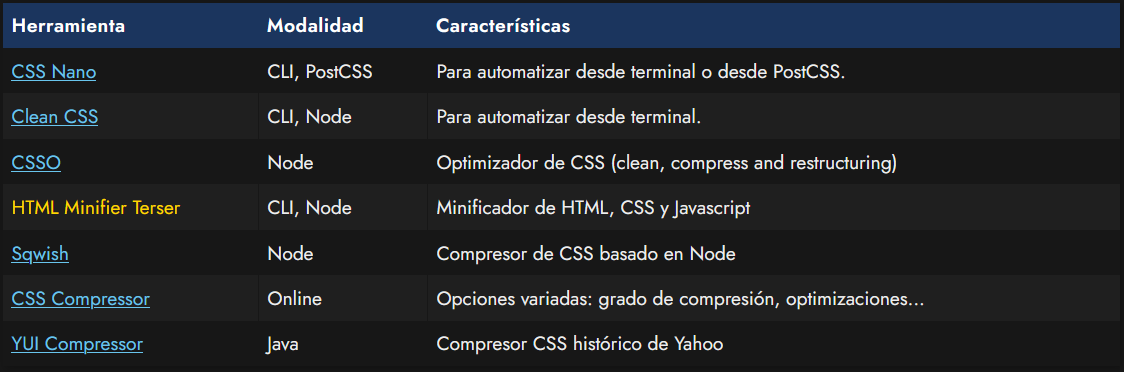 Herramienta Modalidad Características
CSS Nano CLI, PostCSS Para automatizar desde terminal o desde PostCSS.
Clean CSS CLI, Node Para automatizar desde terminal.
CSSO Node Optimizador de CSS (clean, compress and restructuring)
HTML Minifier Terser CLI, Node Minificador de HTML, CSS y Javascript
Sqwish Node Compresor de CSS basado en Node
CSS Compressor Online Opciones variadas: grado de compresión, optimizaciones...
YUI Compressor Java Compresor CSS histórico de Yahoo